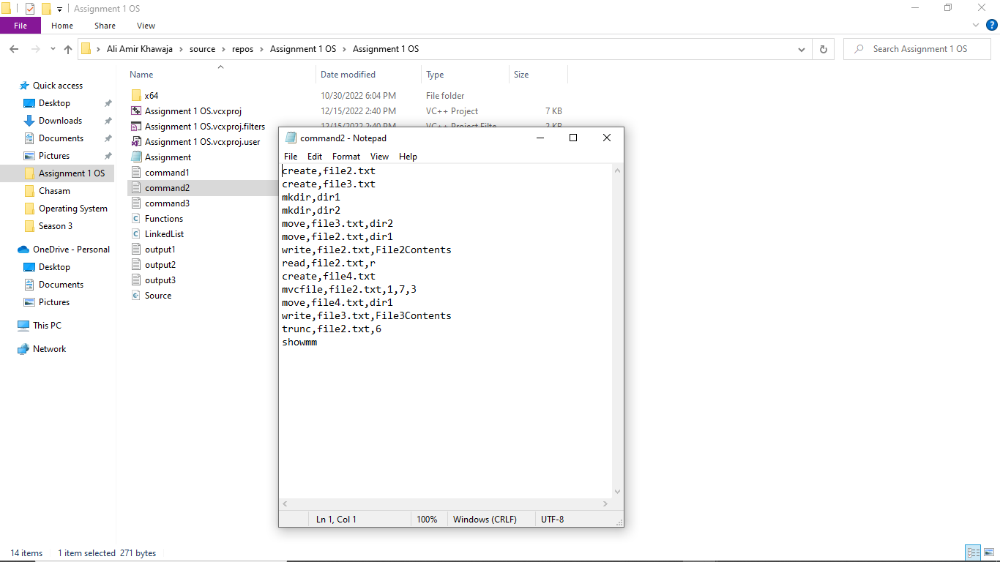 Assignment 1 OS
File Home Share View
Ali Amir Khawaja source repos Assignment 1 OS Assignment 1 OS
Search Assignment 1 OS
Name Date modified Type Size
Quick access
Desktop
Downloads
Documents
Pictures
Assignment 1 OS
Chasam
Operating System
Season 3
OneDrive - Personal
Desktop
Documents
Pictures
This PC
Network
x64 10/30/2022 6:04 PM File folder
Assignment 1 OS.vcxproj 12/15/2022 2:40 PM VC++ Project 7 KB
Assignment 1 OS.vcxproj.filters 12/15/2022 2:40 PM VC++ Project Filte... 2 KB
Assignment 1 OS.vcxproj.user
Assignment
command1
command2
command3
Functions
LinkedList
output1
output2
output3
Source
command2 - Notepad
File Edit Format View Help
create,file2.txt
create,file3.txt
mkdir,dir1
mkdir,dir2
move,file3.txt,dir2
move,file2.txt,dir1
write,file2.txt,File2Contents
read,file2.txt,r
create,file4.txt
mvcfile,file2.txt,1,7,3
move,file4.txt,dir1
write,file3.txt,File3Contents
trunc,file2.txt,6
showmm
Ln 1, Col 1 100% Windows (CRLF) UTF-8
14 items 1 item selected 271 bytes